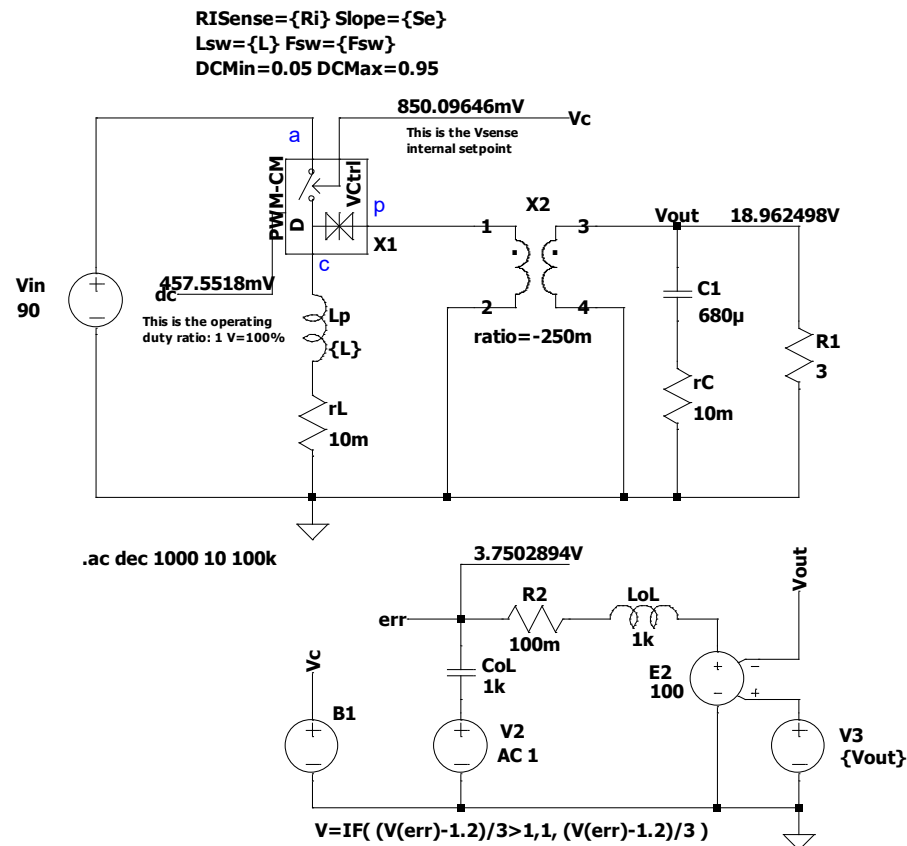 RISense={Ri} Slope={Se}
Lsw={L} Fsw={Fsw}
DCMin=0.05 DCMax=0.95
850.09646mV
Vc
This is the Vsense
internal setpoint
a
PWM-CM
VCtrl
p
D
X1
c
X2
1
3
2
4
ratio=-250m
Vout
18.962498V
Vin
90
457.5518mV
dc
This is the operating
duty ratio: 1 V=100%
Lp
{L}
rL
10m
C1
680µ
rC
10m
R1
3
.ac dec 1000 10 100k
3.7502894V
err
R2
100m
LoL
1k
Vout
CoL
1k
E2
100
Vc
B1
V2
AC 1
V3
{Vout}
V=IF( (V(err)-1.2)/3>1,1, (V(err)-1.2)/3 )